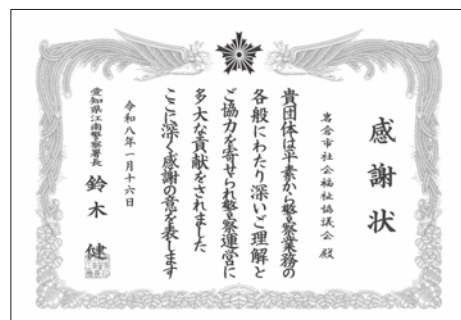 感謝状
岩倉市社会福祉協議会 殿
貴団体は平素から警察業務の
各般にわたり深いご理解と
ご協力を寄せられ警察運営に
多大な貢献をされました
ここに深く感謝の意を表します
令和八年一月十六日
愛知県江南警察署長 鈴木 健